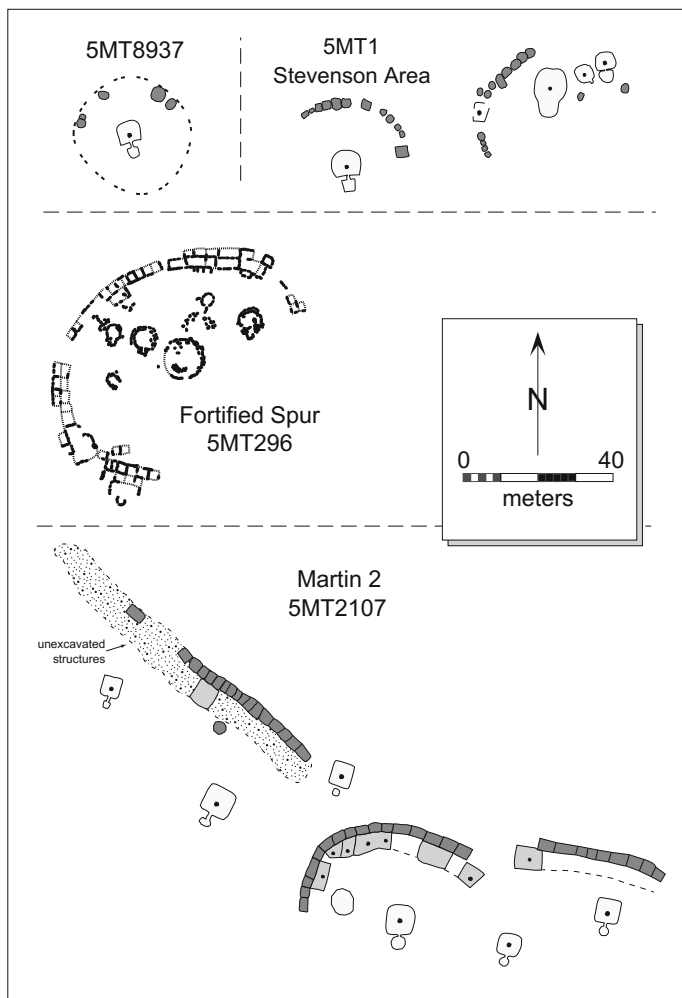 5MT8937
5MT1
Stevenson Area
Fortified Spur
5MT296
N
0 40
meters
Martin 2
5MT2107
unexcavated
structures